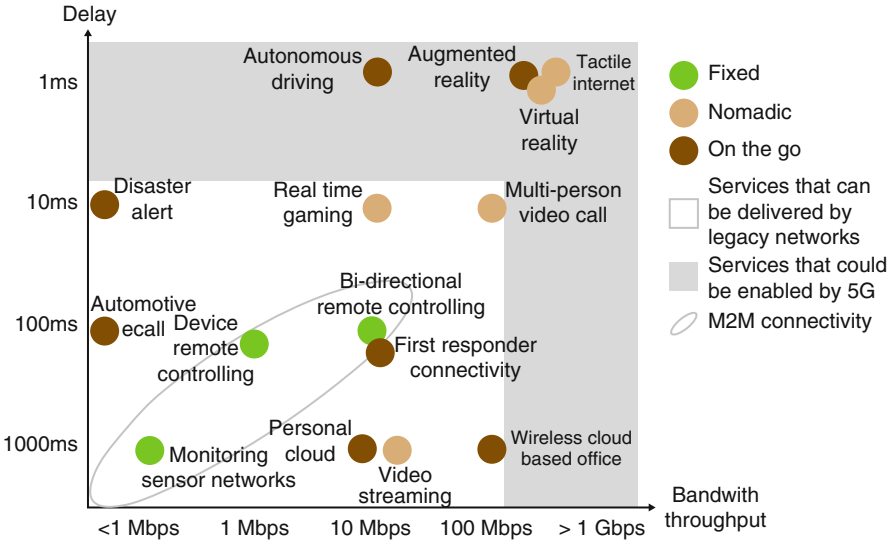 Delay
1ms
10ms
100ms
1000ms
Autonomous
driving
Augmented
reality
Tactile
internet
Virtual
reality
Disaster
alert
Real time
gaming
Multi-person
video call
Bi-directional
remote controlling
Automotive
ecall
Device
remote
controlling
First responder
connectivity
Monitoring
sensor networks
Personal
cloud
Video
streaming
Wireless cloud
based office
<1 Mbps
1 Mbps
10 Mbps
100 Mbps
> 1 Gbps
Bandwith
throughput
Fixed
Nomadic
On the go
Services that can
be delivered by
legacy networks
Services that could
be enabled by 5G
M2M connectivity